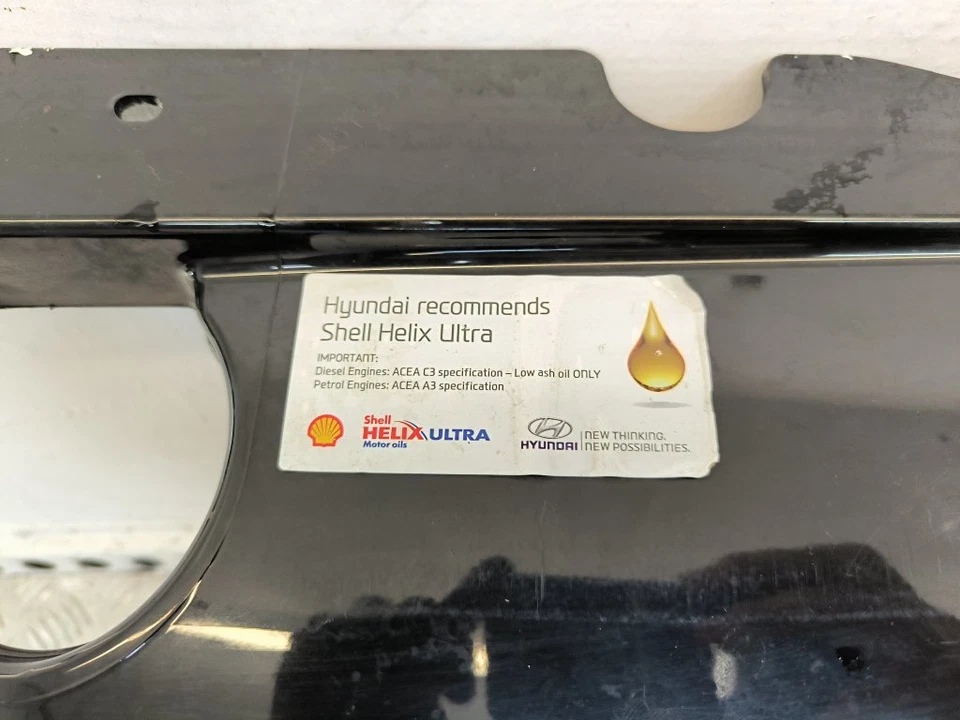 Hyundai recommends
Shell Helix Ultra
IMPORTANT:
Diesel Engines: ACEA C3 specification – Low ash oil ONLY
Petrol Engines: ACEA A3 specification
Shell
HELIX ULTRA
Motor oils
HYUNDAI
NEW THINKING.
NEW POSSIBILITIES.